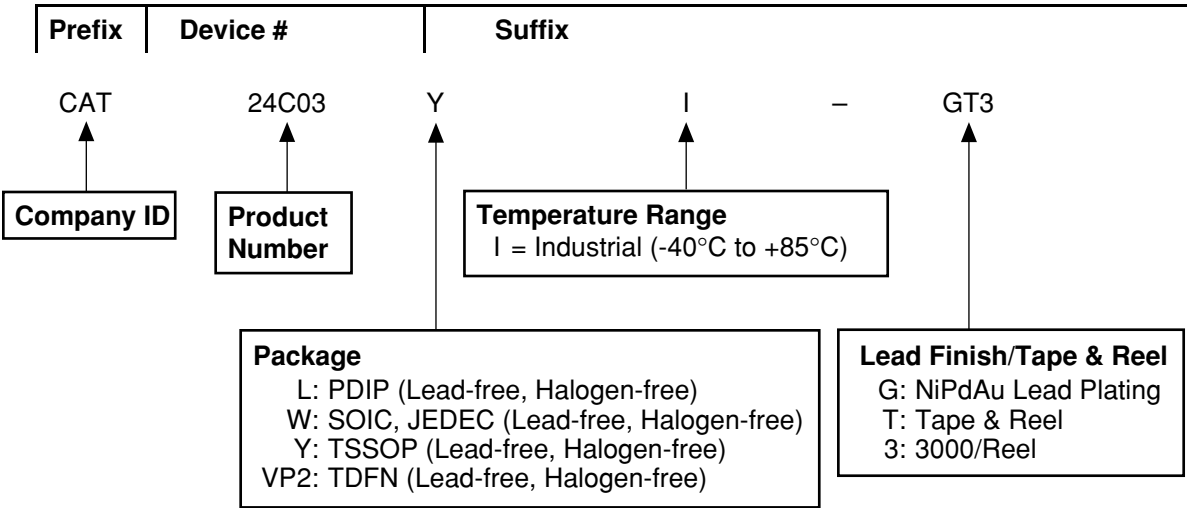 Prefix Device # Suffix
CAT 24C03 Y I – GT3
Company ID
Product
Number
Temperature Range
I = Industrial (-40°C to +85°C)
Package
L: PDIP (Lead-free, Halogen-free)
W: SOIC, JEDEC (Lead-free, Halogen-free)
Y: TSSOP (Lead-free, Halogen-free)
VP2: TDFN (Lead-free, Halogen-free)
Lead Finish/Tape & Reel
G: NiPdAu Lead Plating
T: Tape & Reel
3: 3000/Reel